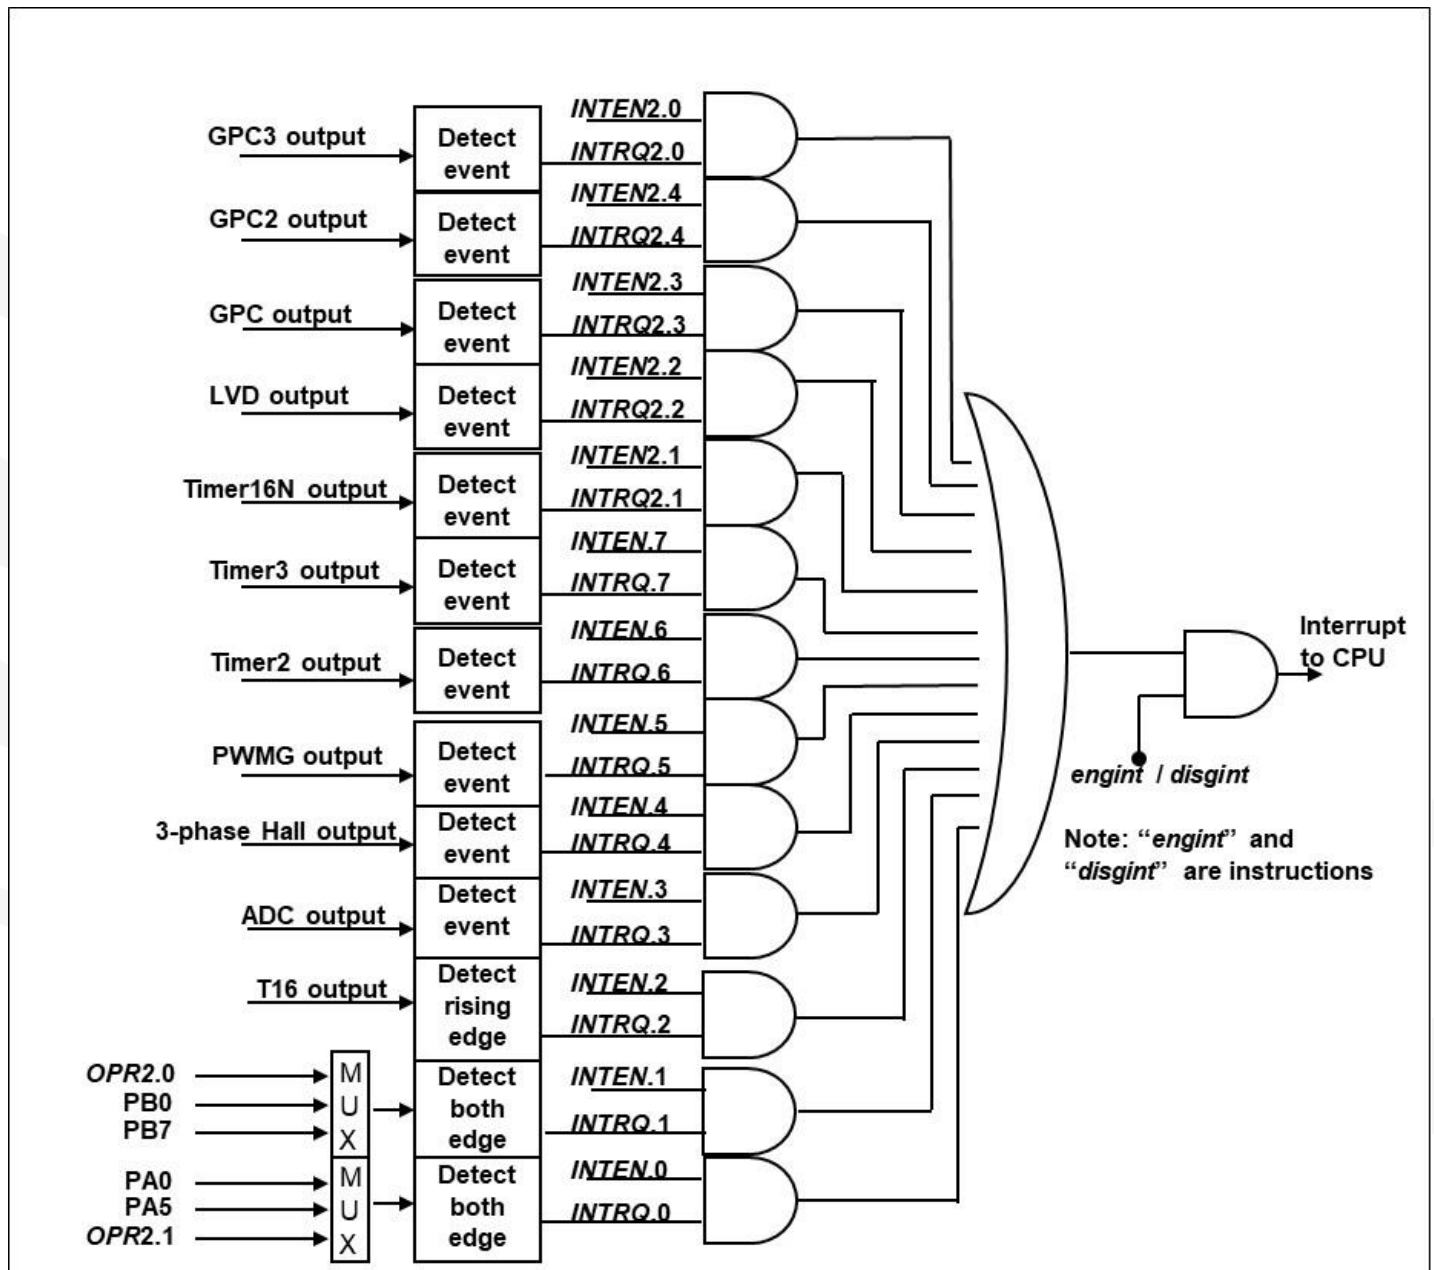 GPC3 output
Detect
event
INTEN2.0
INTRQ2.0
GPC2 output
Detect
event
INTEN2.4
INTRQ2.4
GPC output
Detect
event
INTEN2.3
INTRQ2.3
LVD output
Detect
event
INTEN2.2
INTRQ2.2
Timer16N output
Detect
event
INTEN2.1
INTRQ2.1
Timer3 output
Detect
event
INTEN.7
INTRQ.7
Timer2 output
Detect
event
INTEN.6
INTRQ.6
PWMG output
Detect
event
INTEN.5
INTRQ.5
3-phase Hall output
Detect
event
INTEN.4
INTRQ.4
ADC output
Detect
event
INTEN.3
INTRQ.3
T16 output
Detect
rising
edge
INTEN.2
INTRQ.2
OPR2.0
PB0
PB7
M
U
X
Detect
both
edge
INTEN.1
INTRQ.1
PA0
PA5
OPR2.1
M
U
X
Detect
both
edge
INTEN.0
INTRQ.0
Interrupt
to CPU
engint / disgint
Note: “engint” and
“disgint” are instructions